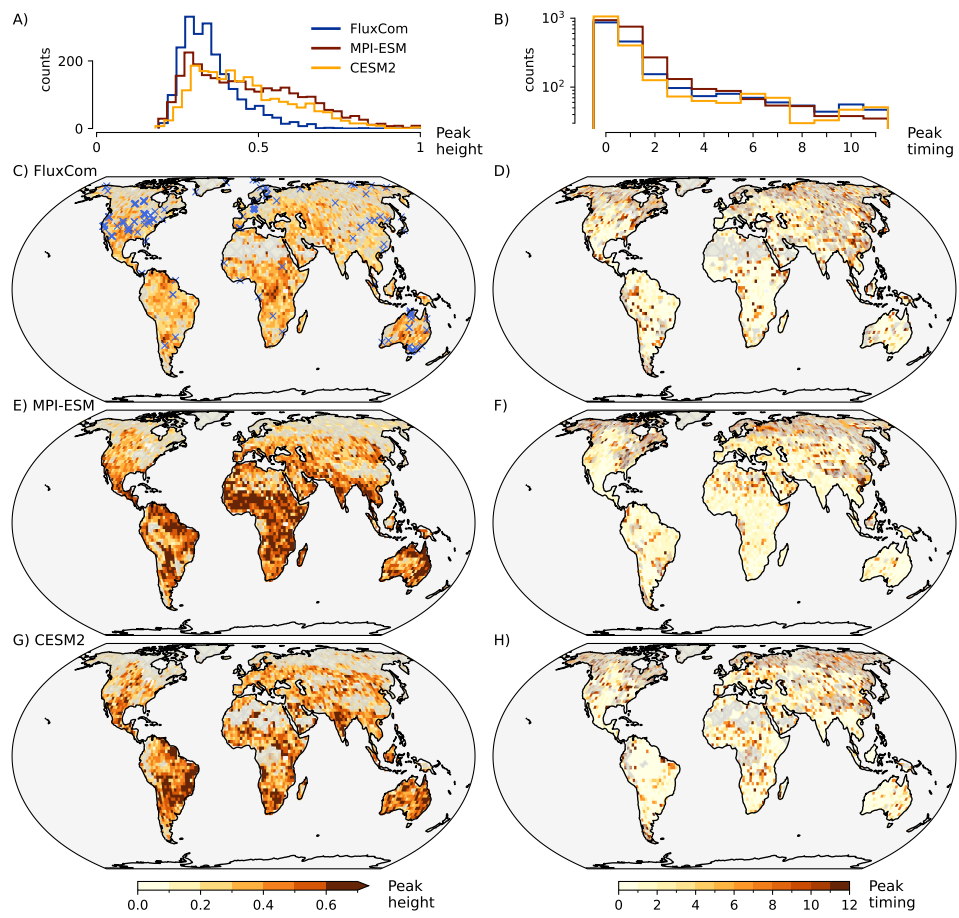 A)
FluxCom
MPI-ESM
CESM2
counts
200
0
0
0.5
1
Peak
height
B)
10³
10²
counts
0
2
4
6
8
10
Peak
timing
C) FluxCom
D)
E) MPI-ESM
F)
G) CESM2
H)
0.0
0.2
0.4
0.6
Peak
height
0
2
4
6
8
10
12
Peak
timing